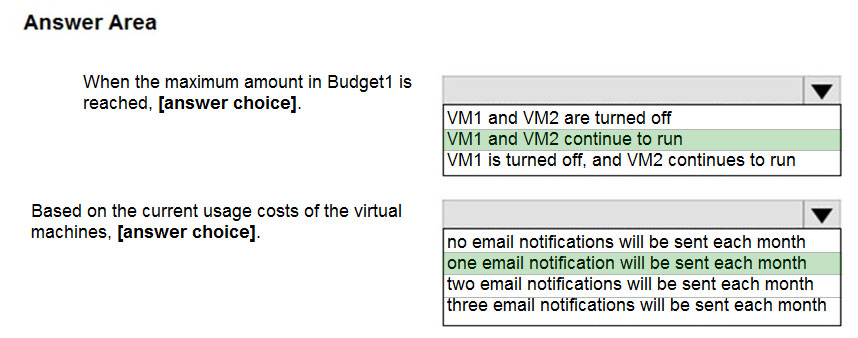 Answer Area
When the maximum amount in Budget1 is
reached, [answer choice].
VM1 and VM2 are turned off
VM1 and VM2 continue to run
VM1 is turned off, and VM2 continues to run
Based on the current usage costs of the virtual
machines, [answer choice].
no email notifications will be sent each month
one email notification will be sent each month
two email notifications will be sent each month
three email notifications will be sent each month